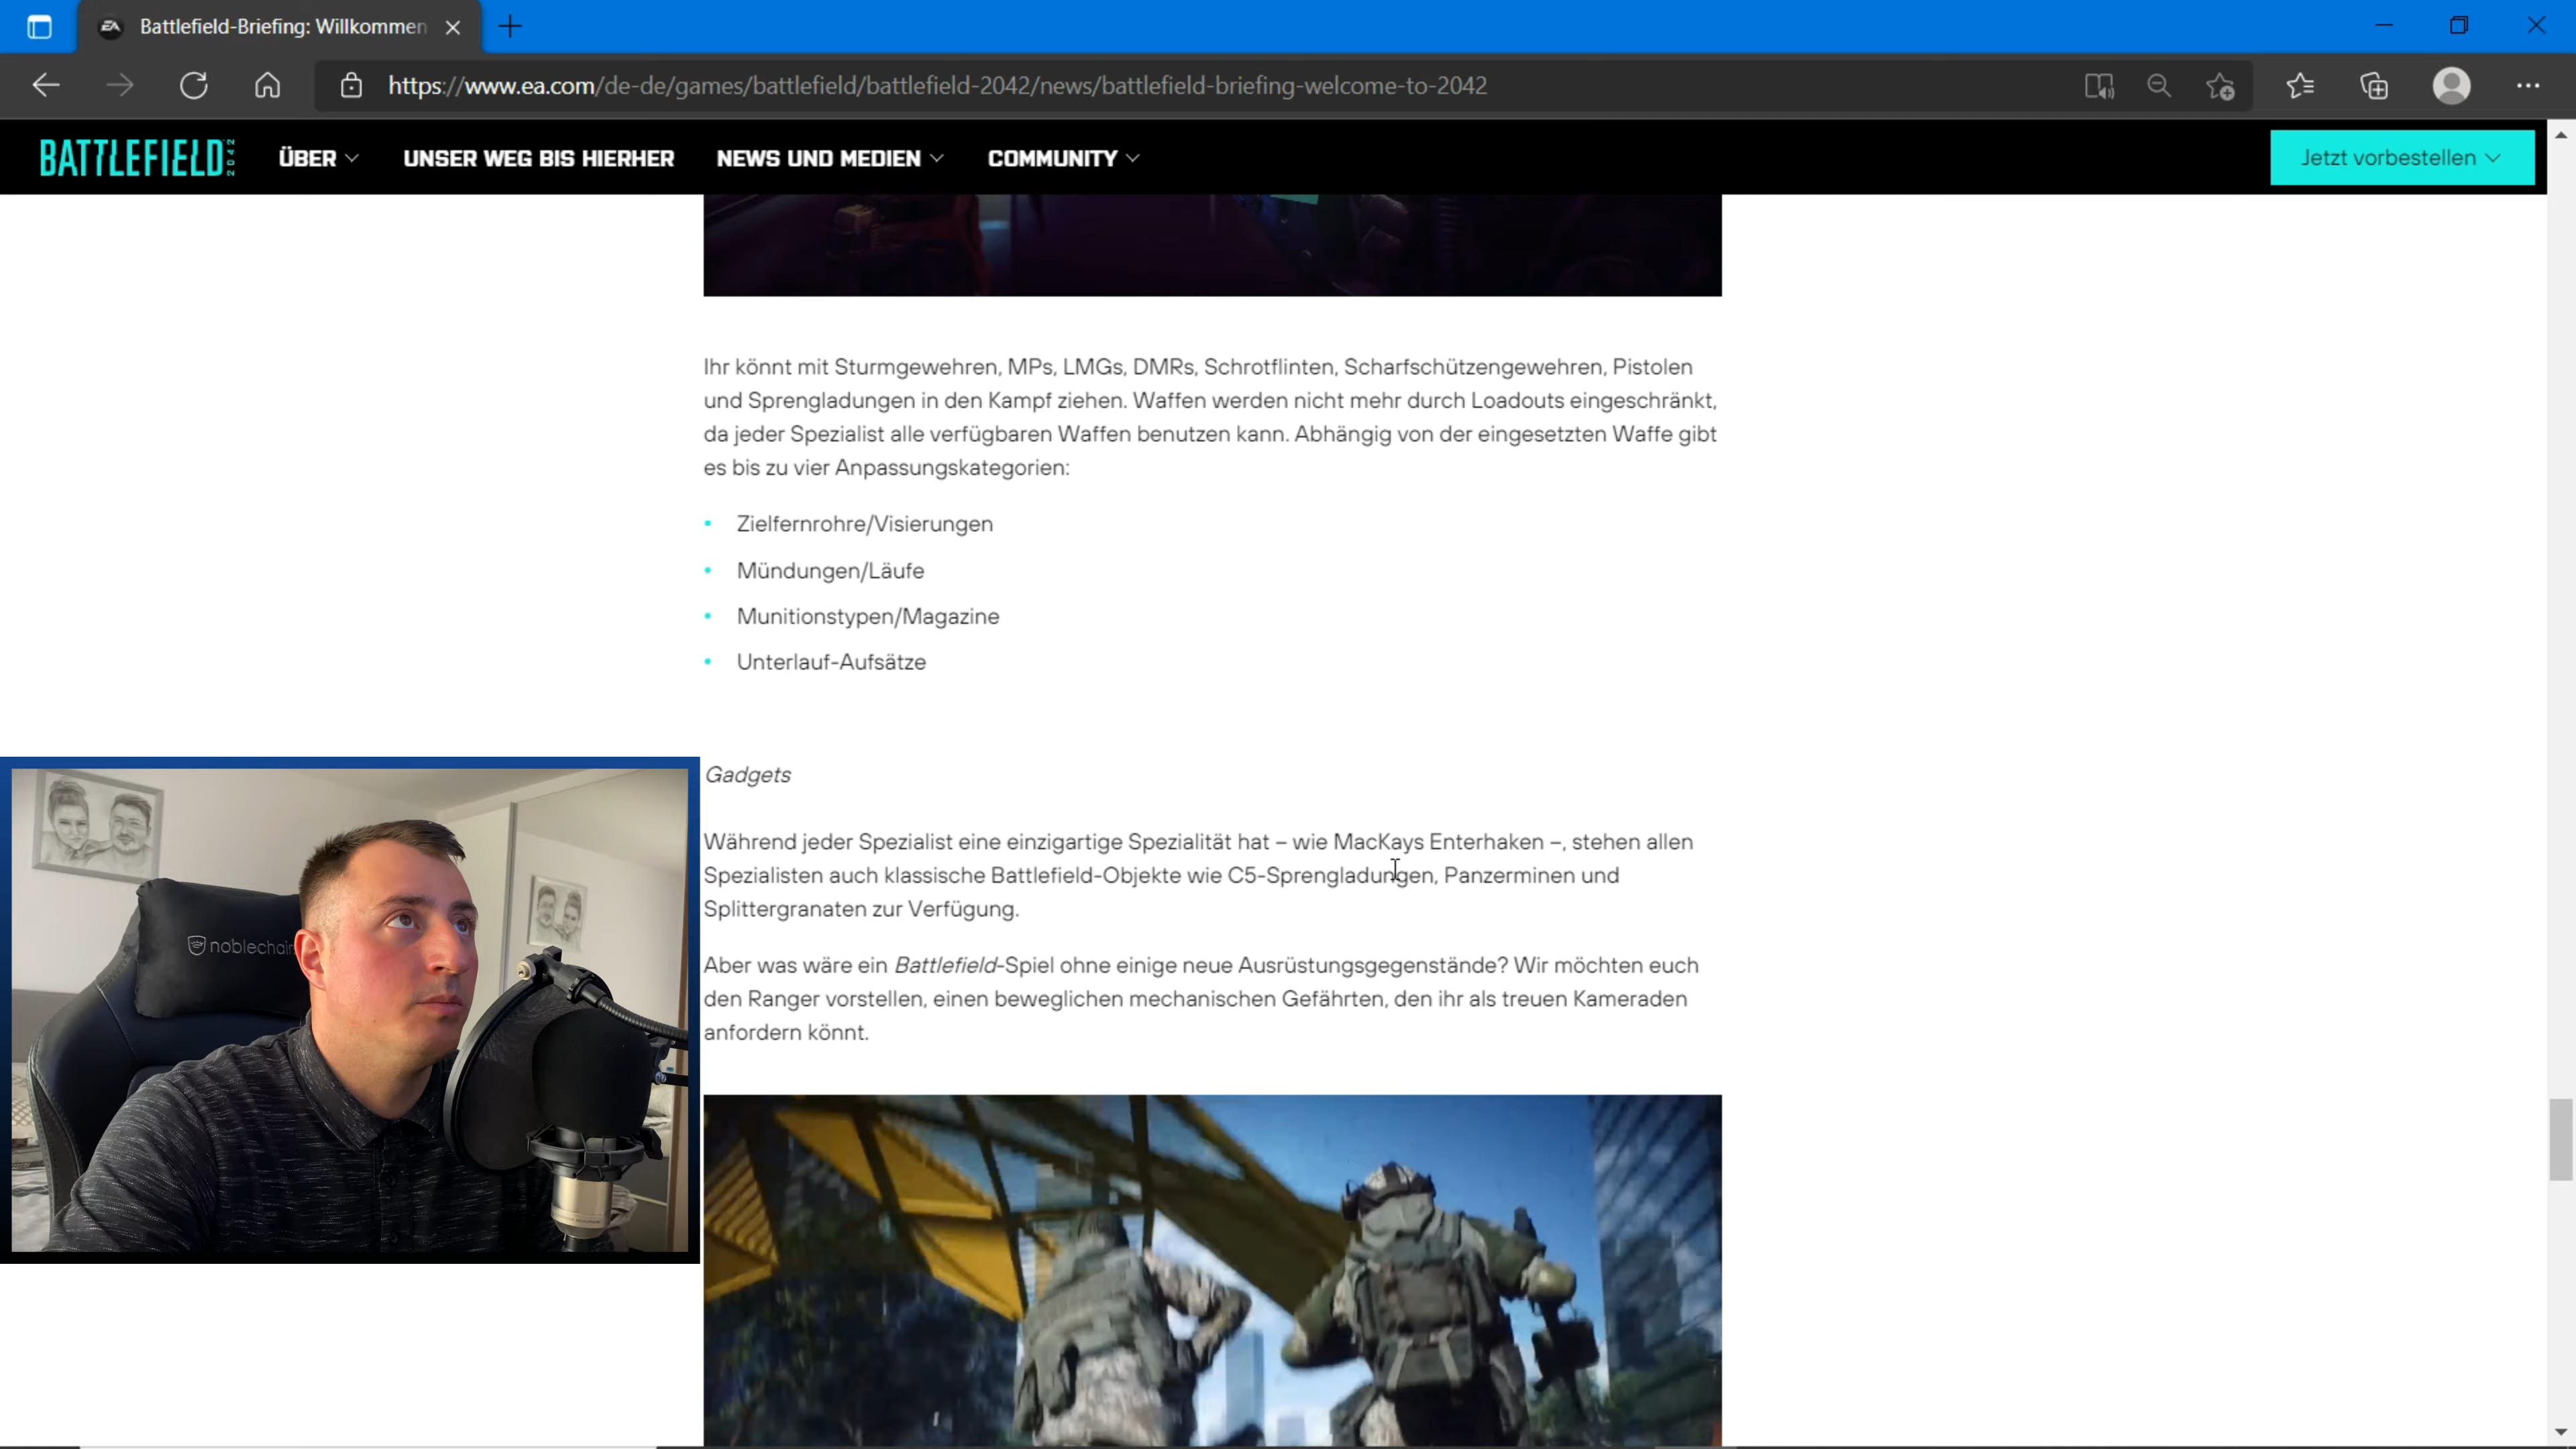 Battlefield-Briefing: Willkommen
https://www.ea.com/de-de/games/battlefield/battlefield-2042/news/battlefield-briefing-welcome-to-2042
BATTLEFIELD 2042 ÜBER UNSER WEG BIS HIERHER NEWS UND MEDIEN COMMUNITY Jetzt vorbestellen
Ihr könnt mit Sturmgewehren, MPs, LMGs, DMRs, Schrotflinten, Scharfschützengewehren, Pistolen
und Sprengladungen in den Kampf ziehen. Waffen werden nicht mehr durch Loadouts eingeschränkt,
da jeder Spezialist alle verfügbaren Waffen benutzen kann. Abhängig von der eingesetzten Waffe gibt
es bis zu vier Anpassungskategorien:
• Zielfernrohre/Visierungen
• Mündungen/Läufe
• Munitionstypen/Magazine
• Unterlauf-Aufsätze
Gadgets
Während jeder Spezialist eine einzigartige Spezialität hat – wie MacKays Enterhaken –, stehen allen
Spezialisten auch klassische Battlefield-Objekte wie C5-Sprengladungen, Panzerminen und
Splittergranaten zur Verfügung.
Aber was wäre ein Battlefield-Spiel ohne einige neue Ausrüstungsgegenstände? Wir möchten euch
den Ranger vorstellen, einen beweglichen mechanischen Gefährten, den ihr als treuen Kameraden
anfordern könnt.
noblechair